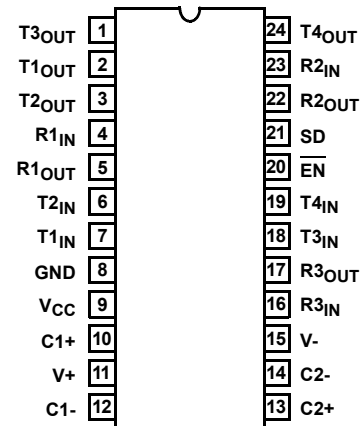 T3OUT 1 24 T4OUT
T1OUT 2 23 R2IN
T2OUT 3 22 R2OUT
R1IN 4 21 SD
R1OUT 5 20 EN
T2IN 6 19 T4IN
T1IN 7 18 T3IN
GND 8 17 R3OUT
VCC 9 16 R3IN
C1+ 10 15 V-
V+ 11 14 C2-
C1- 12 13 C2+